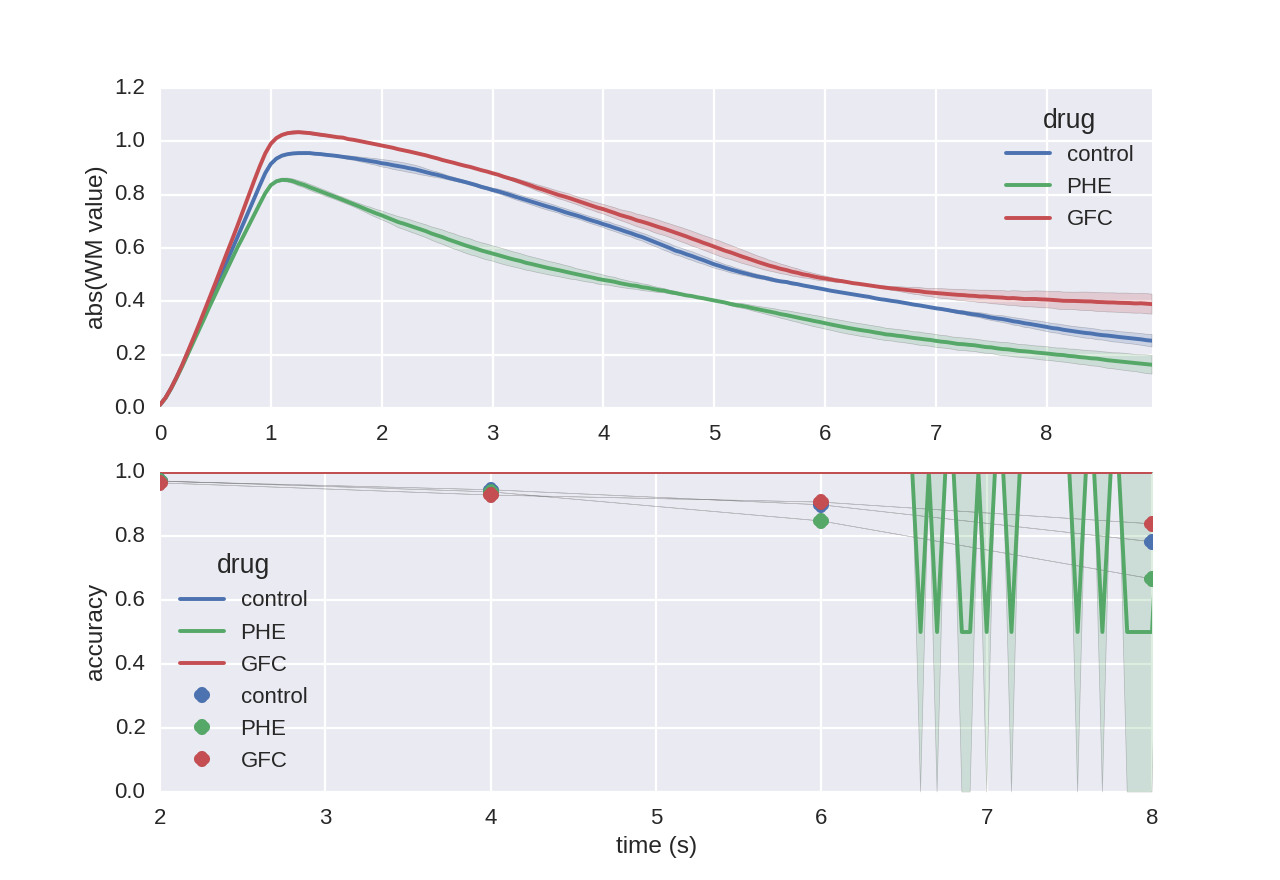 1.2
1.0
0.8
0.6
0.4
0.2
0.0
abs(WM value)
drug
control
PHE
GFC
0 1 2 3 4 5 6 7 8
1.0
0.8
0.6
0.4
0.2
0.0
accuracy
drug
control
PHE
GFC
control
PHE
GFC
2 3 4 5 6 7 8
time (s)